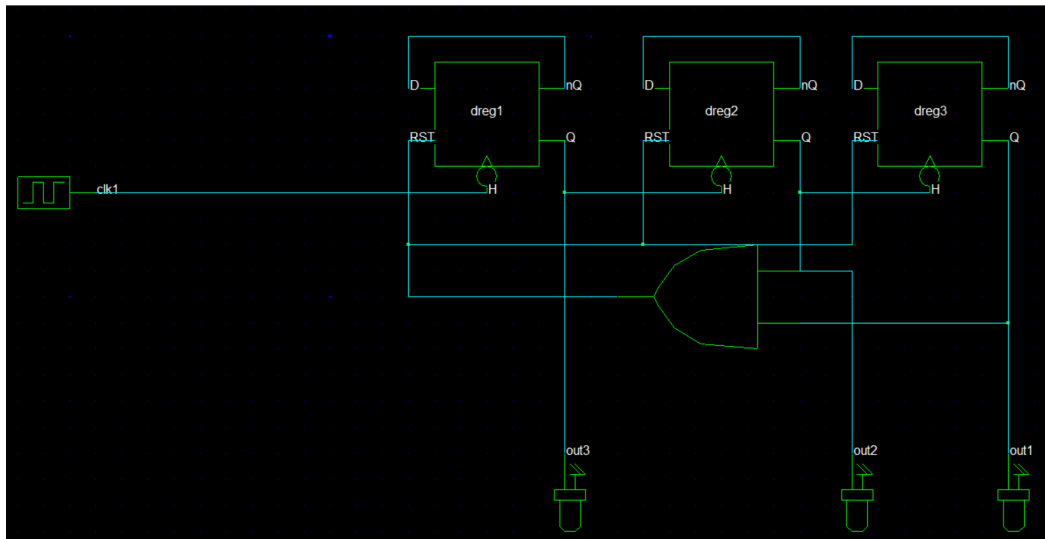 D nQ D nQ D nQ
dreg1 dreg2 dreg3
RST Q RST Q RST Q
clk1 H H H
out3 out2 out1